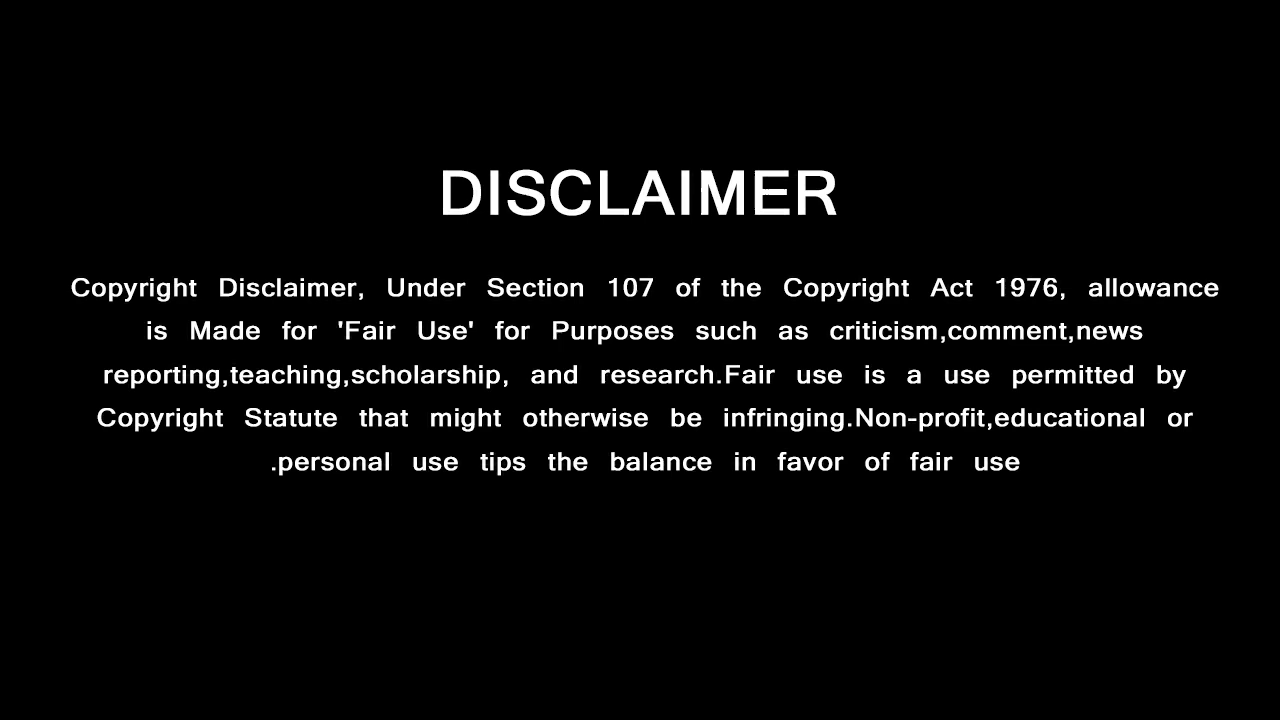 DISCLAIMER
Copyright Disclaimer, Under Section 107 of the Copyright Act 1976, allowance
is Made for 'Fair Use' for Purposes such as criticism,comment,news
reporting,teaching,scholarship, and research.Fair use is a use permitted by
Copyright Statute that might otherwise be infringing.Non-profit,educational or
.personal use tips the balance in favor of fair use